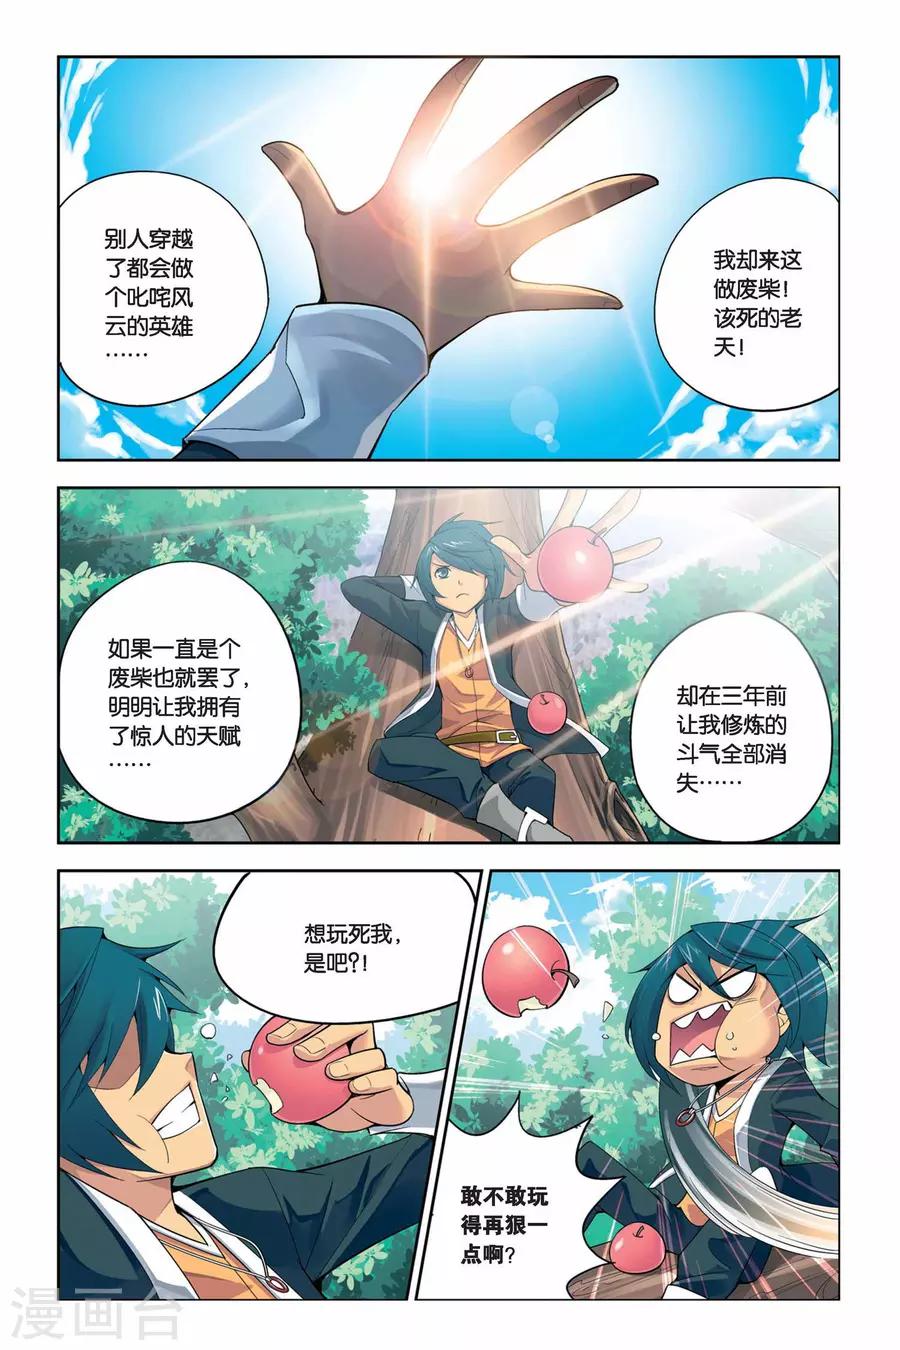 别人穿越
了都会做
个叱咤风
云的英雄
……
我却来这
做废柴！
该死的老
天！
如果一直是个
废柴也就罢了，
明明让我拥有
了惊人的天赋
……
却在三年前
让我修炼的
斗气全部消
失……
想玩死我，
是吧?!
敢不敢玩
得再狠一
点啊？
漫画台